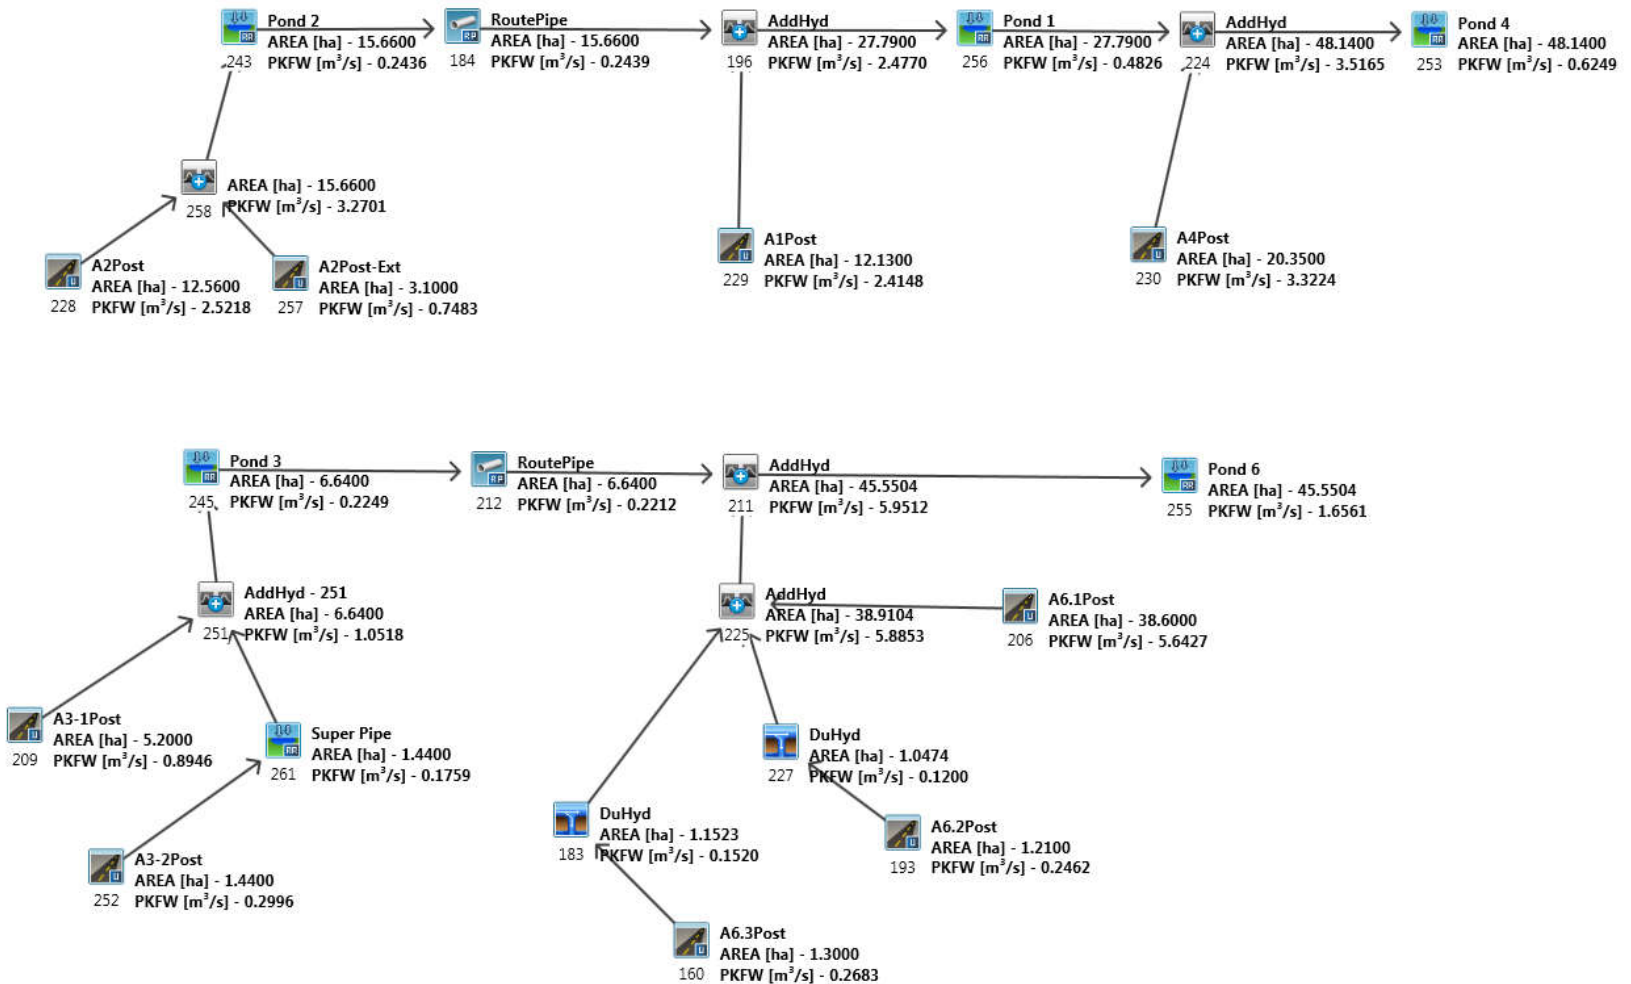 Pond 2
AREA [ha] - 15.6600
243 PKFW [m³/s] - 0.2436
RoutePipe
AREA [ha] - 15.6600
184 PKFW [m³/s] - 0.2439
AddHyd
AREA [ha] - 27.7900
196 PKFW [m³/s] - 2.4770
Pond 1
AREA [ha] - 27.7900
256 PKFW [m³/s] - 0.4826
AddHyd
AREA [ha] - 48.1400
224 PKFW [m³/s] - 3.5165
Pond 4
AREA [ha] - 48.1400
253 PKFW [m³/s] - 0.6249
AREA [ha] - 15.6600
258 PKFW [m³/s] - 3.2701
A2Post
AREA [ha] - 12.5600
228 PKFW [m³/s] - 2.5218
A2Post-Ext
AREA [ha] - 3.1000
257 PKFW [m³/s] - 0.7483
A1Post
AREA [ha] - 12.1300
229 PKFW [m³/s] - 2.4148
A4Post
AREA [ha] - 20.3500
230 PKFW [m³/s] - 3.3224
Pond 3
AREA [ha] - 6.6400
245 PKFW [m³/s] - 0.2249
RoutePipe
AREA [ha] - 6.6400
212 PKFW [m³/s] - 0.2212
AddHyd
AREA [ha] - 45.5504
211 PKFW [m³/s] - 5.9512
Pond 6
AREA [ha] - 45.5504
255 PKFW [m³/s] - 1.6561
AddHyd - 251
AREA [ha] - 6.6400
251 PKFW [m³/s] - 1.0518
AddHyd
AREA [ha] - 38.9104
225 PKFW [m³/s] - 5.8853
A6.1Post
AREA [ha] - 38.6000
206 PKFW [m³/s] - 5.6427
A3-1Post
AREA [ha] - 5.2000
209 PKFW [m³/s] - 0.8946
Super Pipe
AREA [ha] - 1.4400
261 PKFW [m³/s] - 0.1759
DuHyd
AREA [ha] - 1.0474
227 PKFW [m³/s] - 0.1200
DuHyd
AREA [ha] - 1.1523
183 PKFW [m³/s] - 0.1520
A6.2Post
AREA [ha] - 1.2100
193 PKFW [m³/s] - 0.2462
A3-2Post
AREA [ha] - 1.4400
252 PKFW [m³/s] - 0.2996
A6.3Post
AREA [ha] - 1.3000
160 PKFW [m³/s] - 0.2683